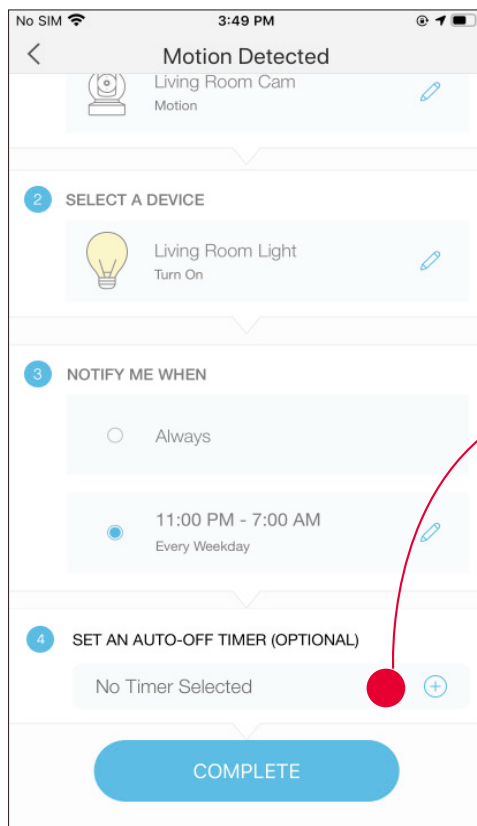 No SIM 3:49 PM
Motion Detected
Living Room Cam
Motion
2 SELECT A DEVICE
Living Room Light
Turn On
3 NOTIFY ME WHEN
Always
11:00 PM - 7:00 AM
Every Weekday
4 SET AN AUTO-OFF TIMER (OPTIONAL)
No Timer Selected
COMPLETE